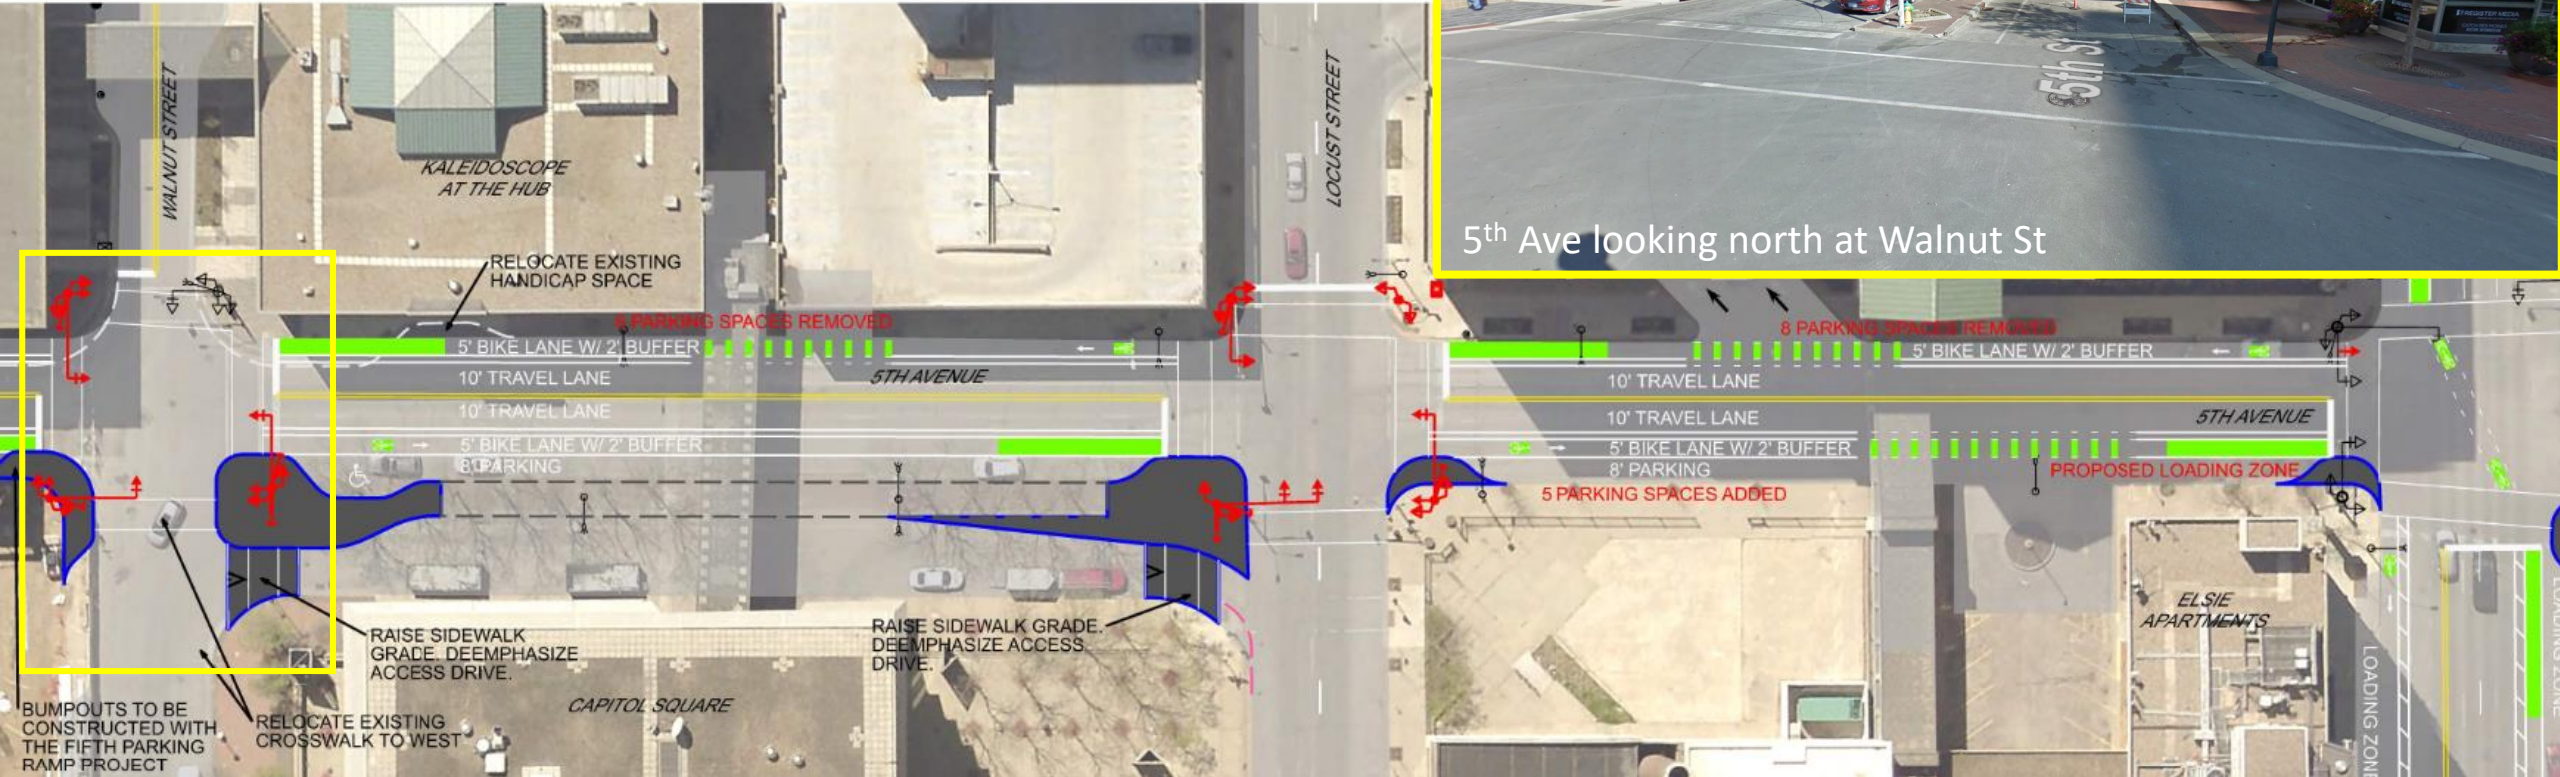 WALNUT STREET
KALEIDOSCOPE
AT THE HUB
LOCUST STREET
5th St
REGISTER MEDIA
5th Ave looking north at Walnut St
RELOCATE EXISTING
HANDICAP SPACE
PARKING SPACES REMOVED
8 PARKING SPACES REMOVED
5' BIKE LANE W/ 2' BUFFER
5' BIKE LANE W/ 2' BUFFER
10' TRAVEL LANE
5TH AVENUE
10' TRAVEL LANE
10' TRAVEL LANE
10' TRAVEL LANE
5TH AVENUE
5' BIKE LANE W/ 2' BUFFER
5' BIKE LANE W/ 2' BUFFER
8' PARKING
8' PARKING
PROPOSED LOADING ZONE
5 PARKING SPACES ADDED
RAISE SIDEWALK
GRADE. DEEMPHASIZE
ACCESS DRIVE.
RAISE SIDEWALK GRADE.
DEEMPHASIZE ACCESS
DRIVE.
ELSIE
APARTMENTS
CAPITOL SQUARE
BUMPOUTS TO BE
CONSTRUCTED WITH
THE FIFTH PARKING
RAMP PROJECT
RELOCATE EXISTING
CROSSWALK TO WEST
LOADING ZONE
LOADING ZONE